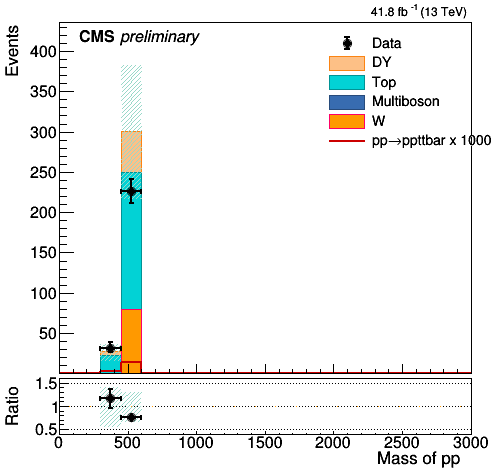 41.8 fb⁻¹ (13 TeV)
CMS preliminary
Events
400
350
300
250
200
150
100
50
Data
DY
Top
Multiboson
W
pp→ppttbar x 1000
Ratio
1.5
1
0.5
0 500 1000 1500 2000 2500 3000
Mass of pp